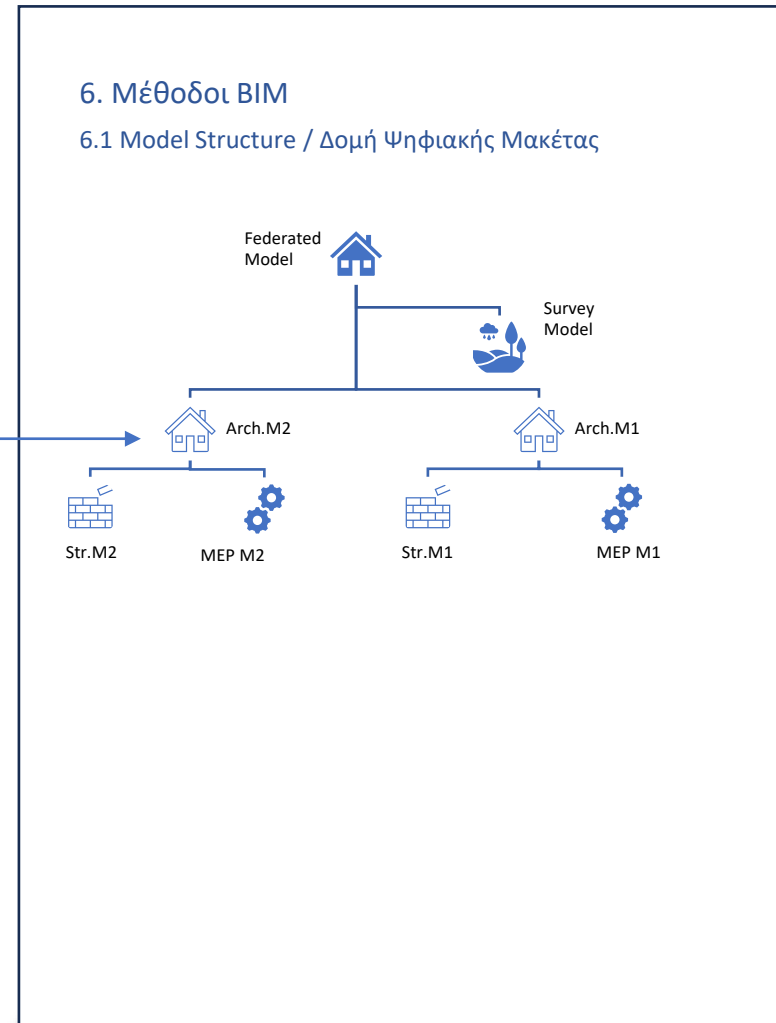 6. Μέθοδοι BIM
6.1 Model Structure / Δομή Ψηφιακής Μακέτας
Federated
Model
Survey
Model
Arch.M2
Arch.M1
Str.M2
MEP M2
Str.M1
MEP M1